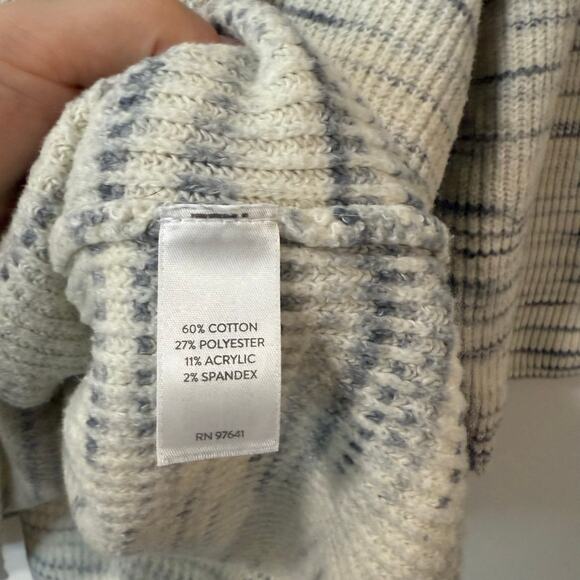 60% COTTON
27% POLYESTER
11% ACRYLIC
2% SPANDEX
RN 97641